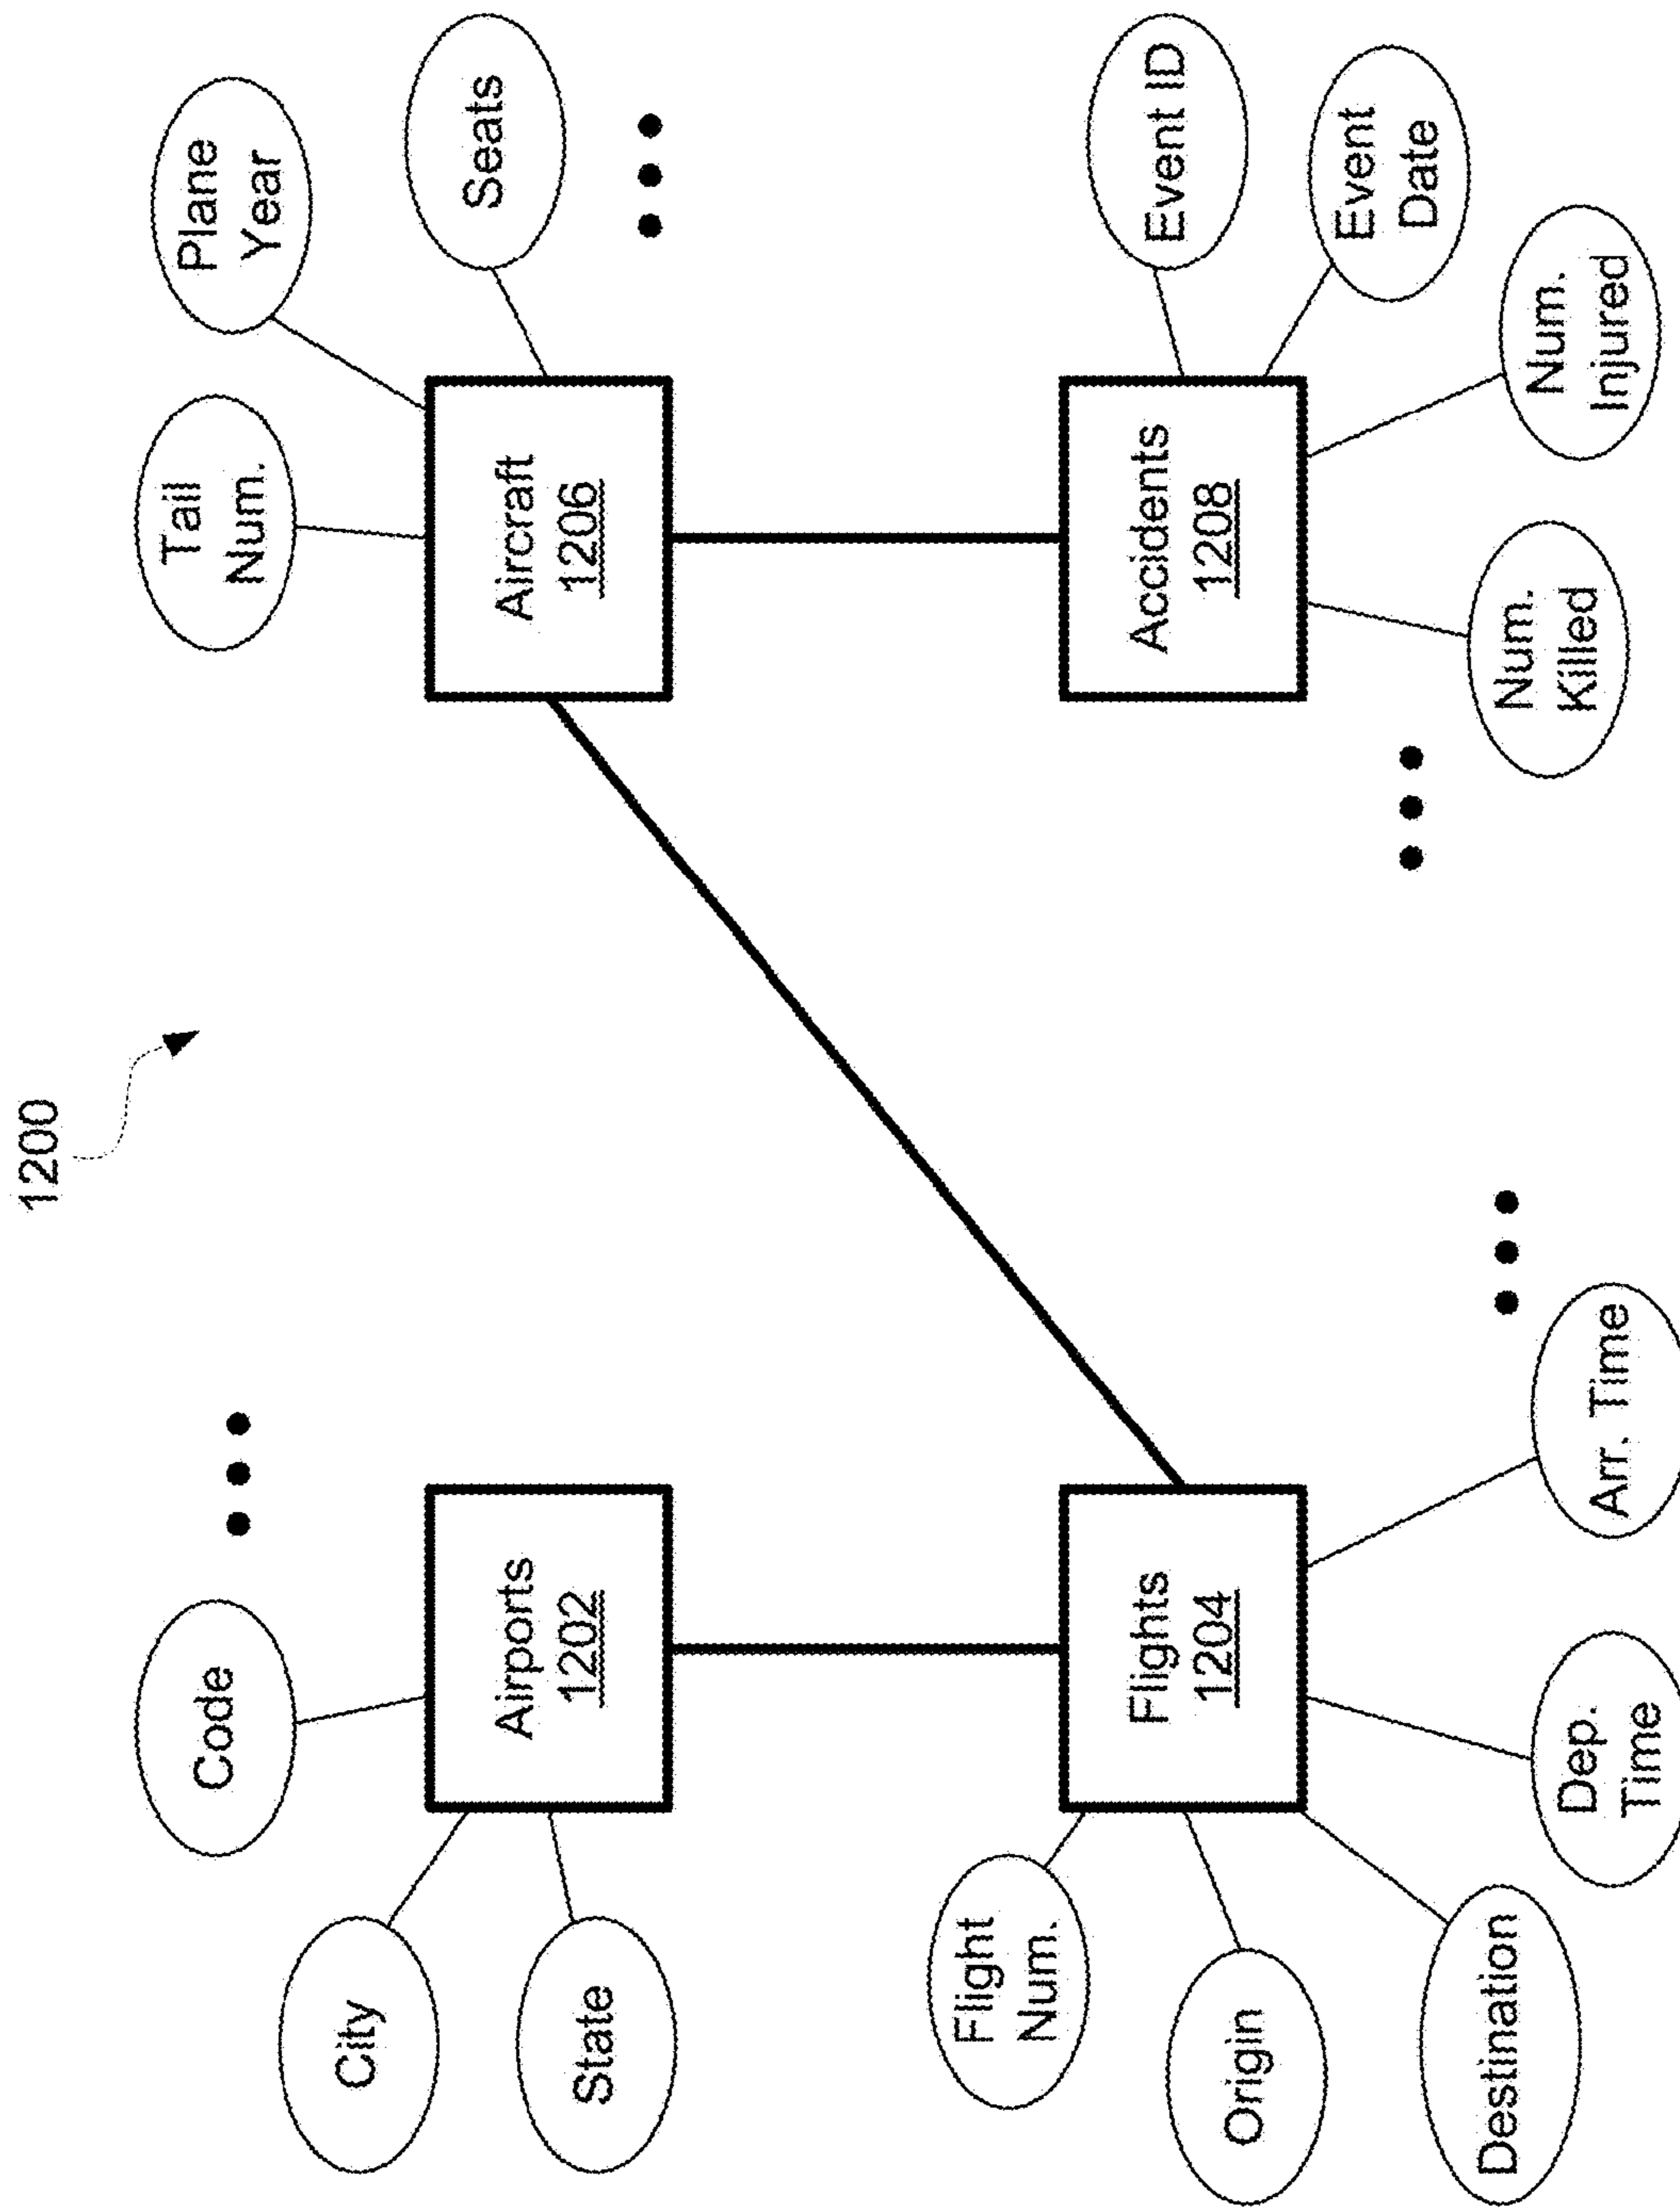 1200
Code
City
State
Airports
1202
Tail
Num.
Plane
Year
Seats
Aircraft
1206
Flight
Num.
Origin
Destination
Dep.
Time
Arr. Time
Flights
1204
Accidents
1208
Event ID
Event
Date
Num.
Injured
Num.
Killed